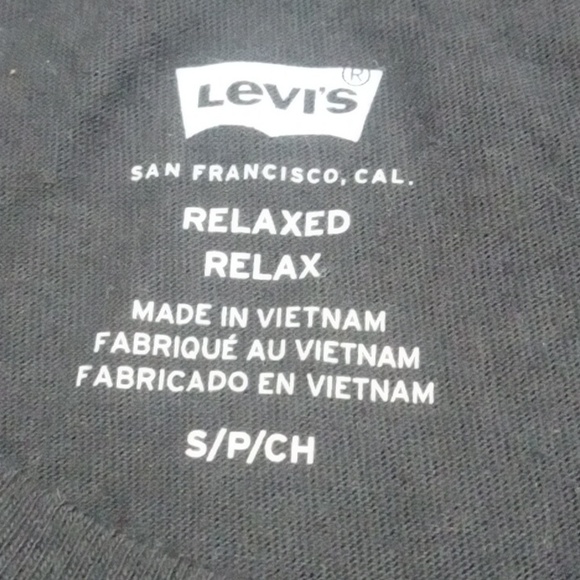 LEVI'S ®
SAN FRANCISCO, CAL.
RELAXED
RELAX
MADE IN VIETNAM
FABRIQUÉ AU VIETNAM
FABRICADO EN VIETNAM
S/P/CH